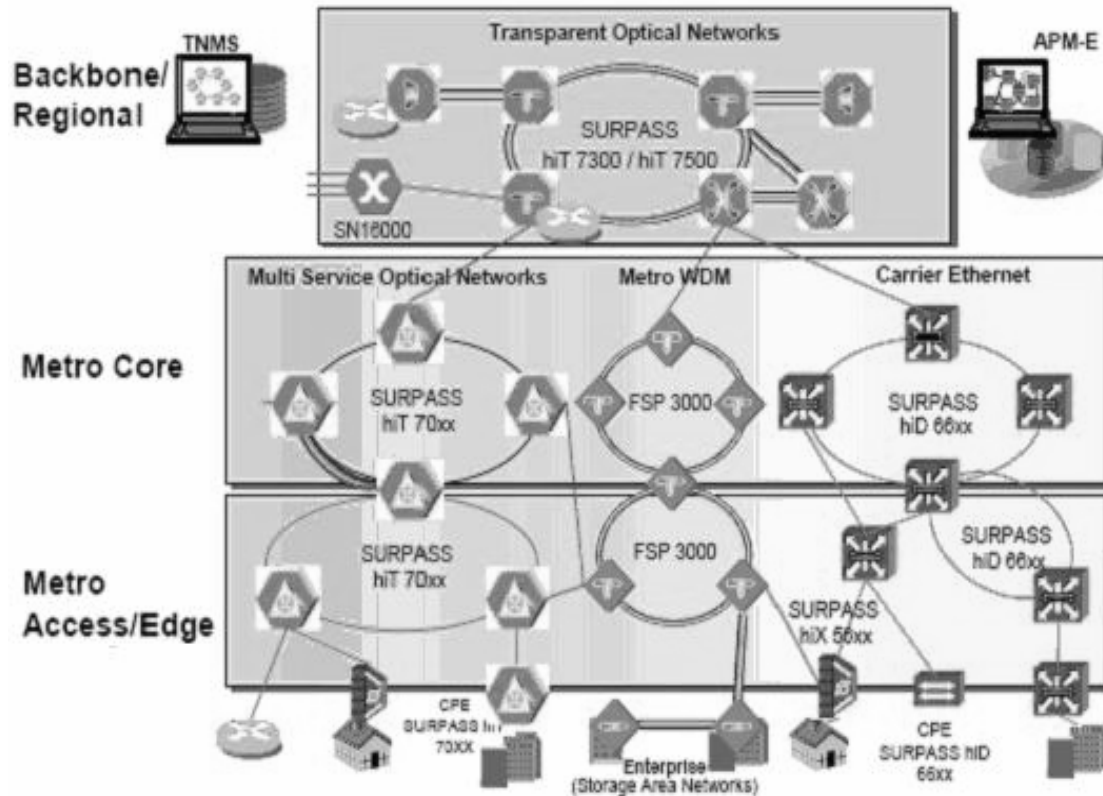 TNMS
Transparent Optical Networks
APM-E
Backbone/
Regional
SURPASS
hiT 7300 / hiT 7500
SN16000
Multi Service Optical Networks
Metro WDM
Carrier Ethernet
Metro Core
SURPASS
hiT 70xx
FSP 3000
SURPASS
hiD 66xx
Metro
Access/Edge
SURPASS
hiT 70xx
FSP 3000
SURPASS
hiD 66xx
SURPASS
hiX 56xx
CPE
SURPASS hiT
70XX
Enterprise
(Storage Area Networks)
CPE
SURPASS hiD
66xx